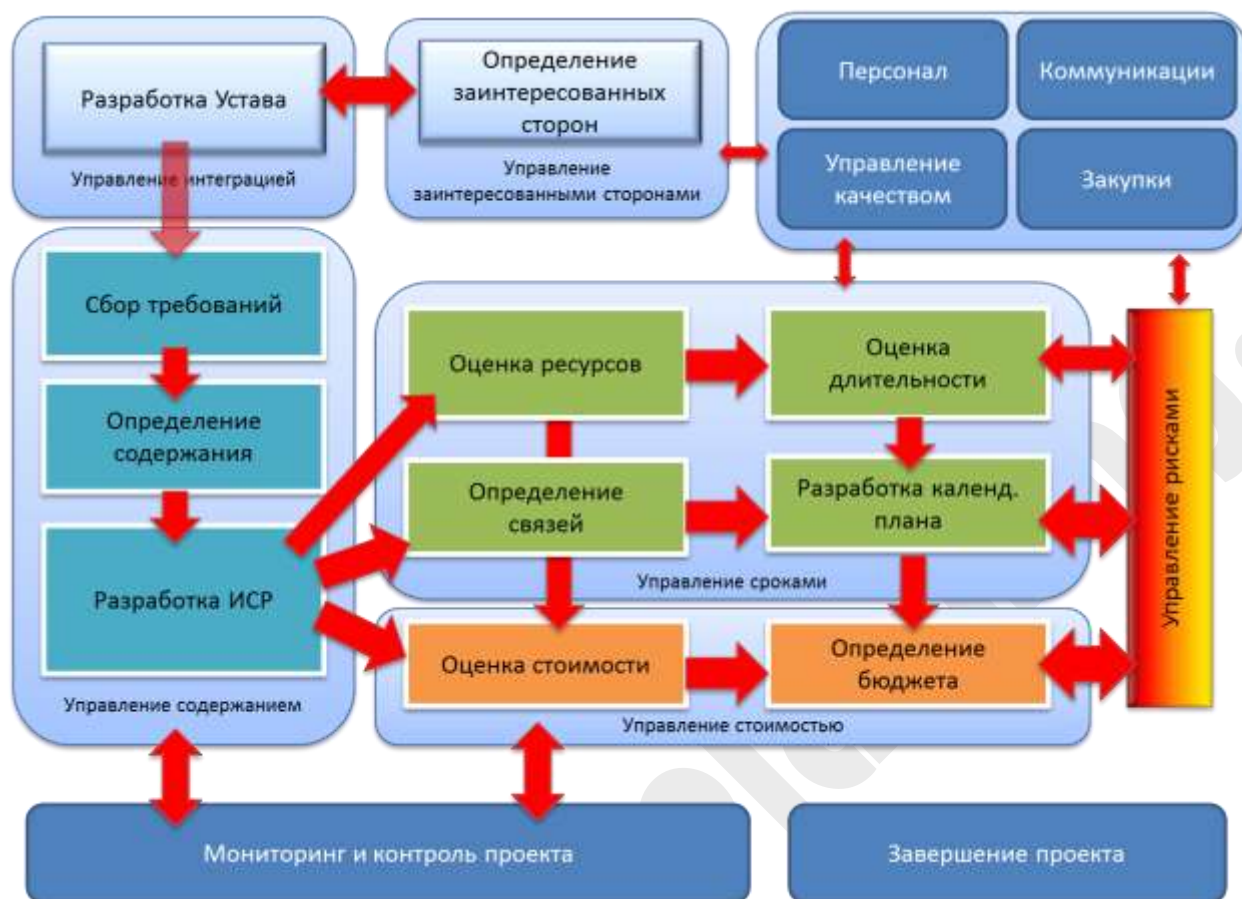 Разработка Устава
Управление интеграцией
Определение
заинтересованных
сторон
Управление
заинтересованными сторонами
Персонал
Коммуникации
Управление
качеством
Закупки
Сбор требований
Определение
содержания
Разработка ИСР
Управление содержанием
Оценка ресурсов
Оценка
длительности
Определение
связей
Разработка календ.
плана
Управление сроками
Оценка стоимости
Определение
бюджета
Управление стоимостью
Управление рисками
Мониторинг и контроль проекта
Завершение проекта